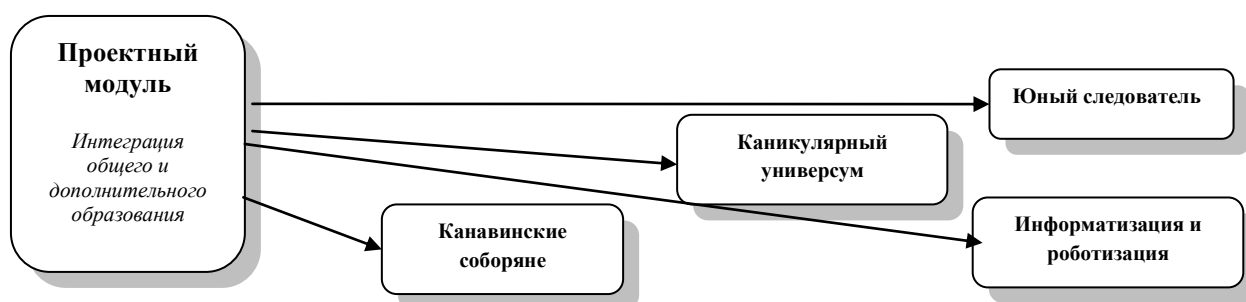 Проектный
модуль
Интеграция
общего и
дополнительного
образования
Юный следователь
Каникулярный
универсум
Канавинские
соборяне
Информатизация и
роботизация